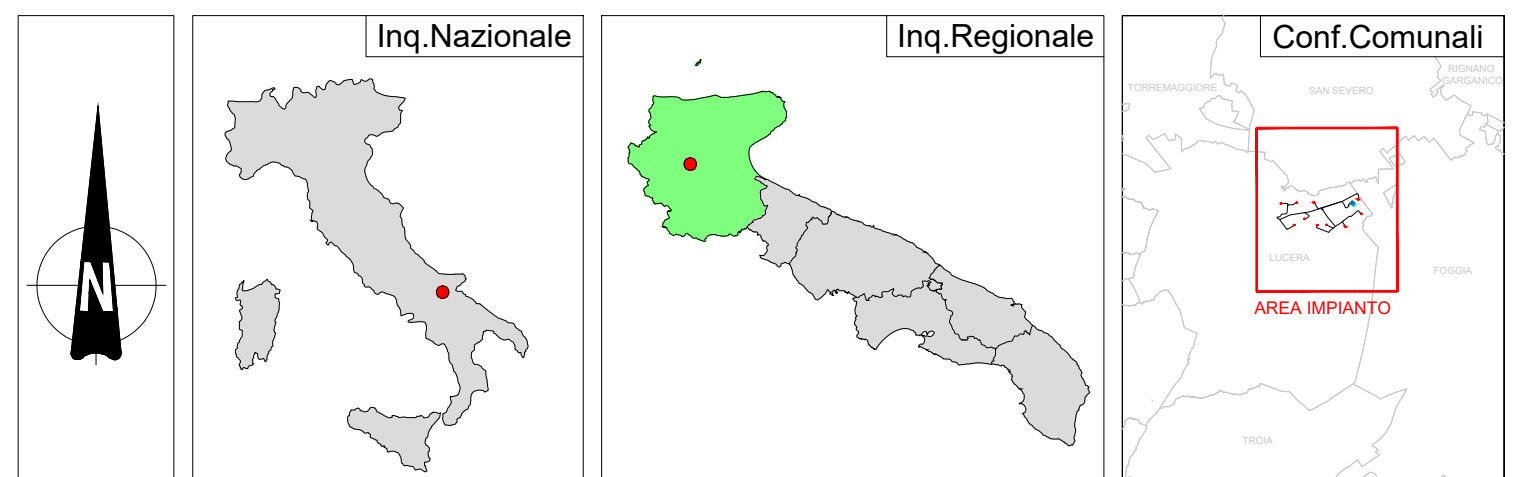 N
Inq.Nazionale
Inq.Regionale
Conf.Comunali
TORREMAGGIORE
SAN SEVERO
RIGNANO
GARGANICO
LUCERA
FOGGIA
AREA IMPIANTO
TROIA